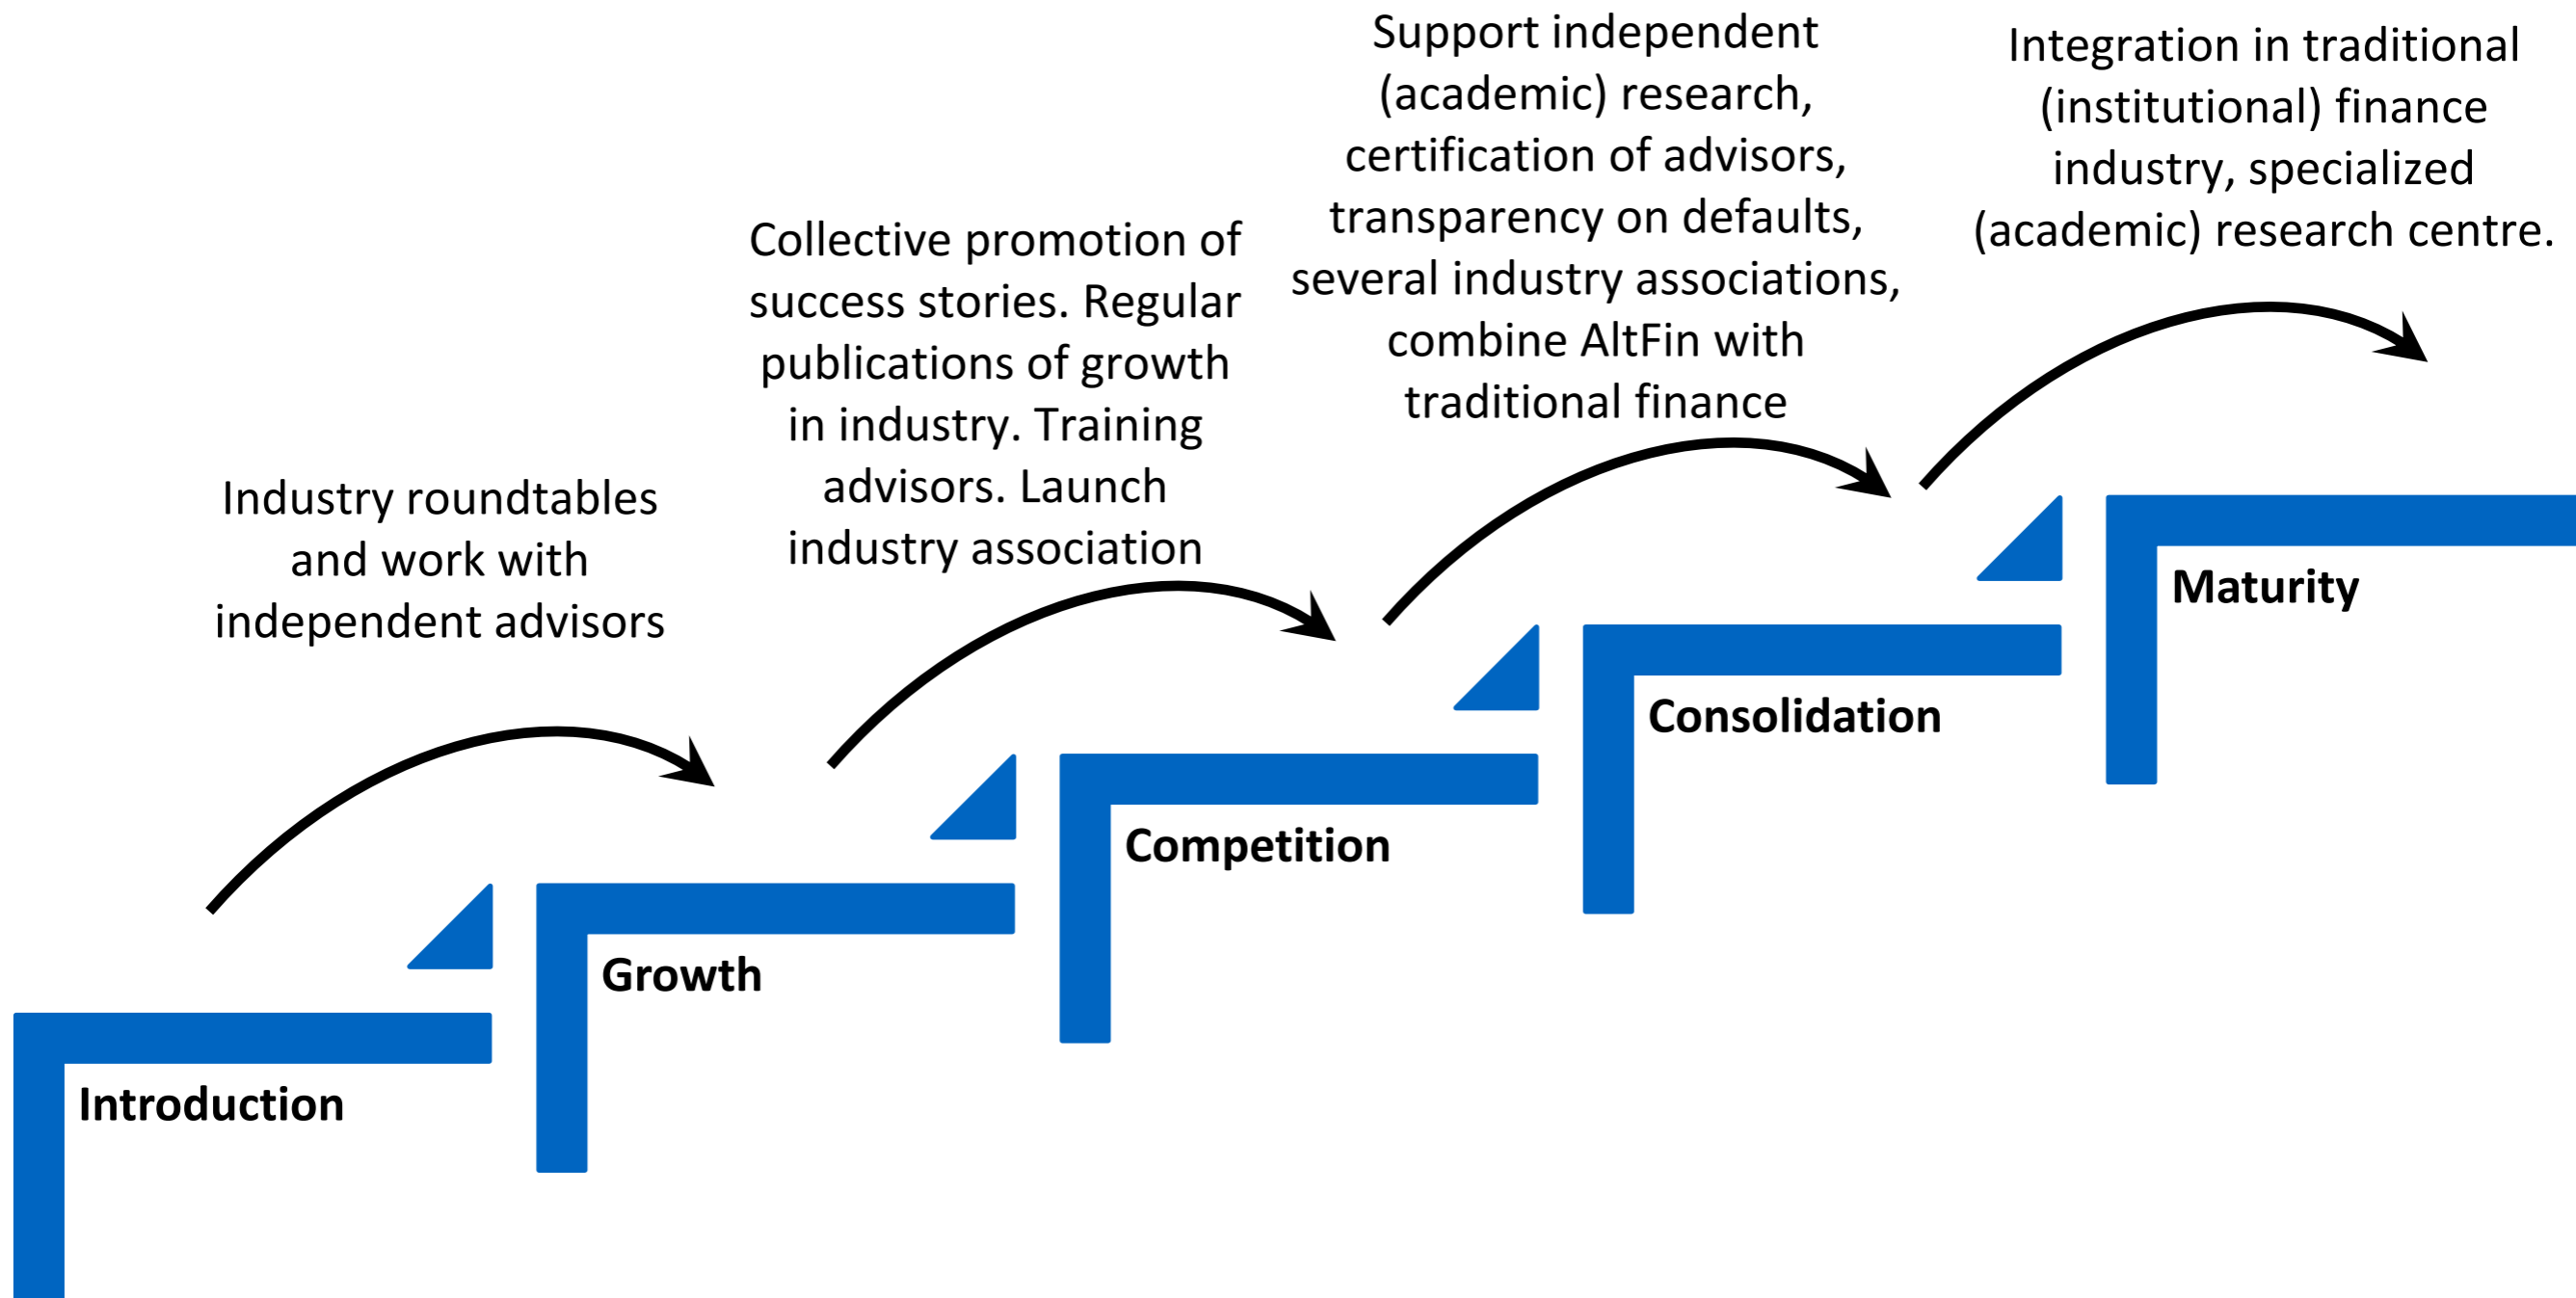 Industry roundtables
and work with
independent advisors
Collective promotion of
success stories. Regular
publications of growth
in industry. Training
advisors. Launch
industry association
Support independent
(academic) research,
certification of advisors,
transparency on defaults,
several industry associations,
combine AltFin with
traditional finance
Integration in traditional
(institutional) finance
industry, specialized
(academic) research centre.
Introduction
Growth
Competition
Consolidation
Maturity